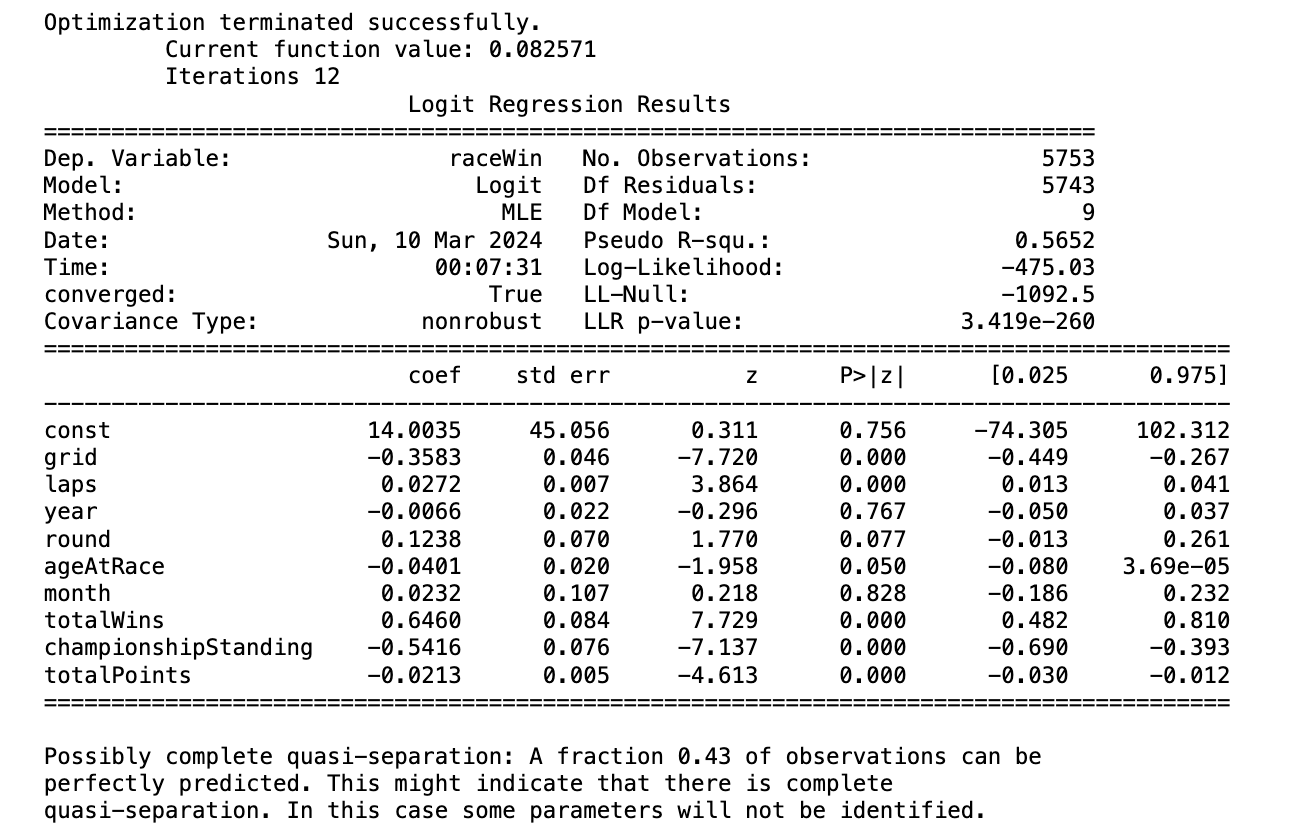 Optimization terminated successfully.
         Current function value: 0.082571
         Iterations 12
                           Logit Regression Results
==============================================================================
Dep. Variable:                raceWin   No. Observations:                 5753
Model:                          Logit   Df Residuals:                     5743
Method:                           MLE   Df Model:                            9
Date:                Sun, 10 Mar 2024   Pseudo R-squ.:                  0.5652
Time:                        00:07:31   Log-Likelihood:                -475.03
converged:                       True   LL-Null:                       -1092.5
Covariance Type:            nonrobust   LLR p-value:                3.419e-260
========================================================================================
                           coef    std err          z      P>|z|      [0.025      0.975]
----------------------------------------------------------------------------------------
const                   14.0035     45.056      0.311      0.756     -74.305     102.312
grid                    -0.3583      0.046     -7.720      0.000      -0.449      -0.267
laps                     0.0272      0.007      3.864      0.000       0.013       0.041
year                    -0.0066      0.022     -0.296      0.767      -0.050       0.037
round                    0.1238      0.070      1.770      0.077      -0.013       0.261
ageAtRace               -0.0401      0.020     -1.958      0.050      -0.080    3.69e-05
month                    0.0232      0.107      0.218      0.828      -0.186       0.232
totalWins                0.6460      0.084      7.729      0.000       0.482       0.810
championshipStanding    -0.5416      0.076     -7.137      0.000      -0.690      -0.393
totalPoints             -0.0213      0.005     -4.613      0.000      -0.030      -0.012
========================================================================================
Possibly complete quasi-separation: A fraction 0.43 of observations can be
perfectly predicted. This might indicate that there is complete
quasi-separation. In this case some parameters will not be identified.